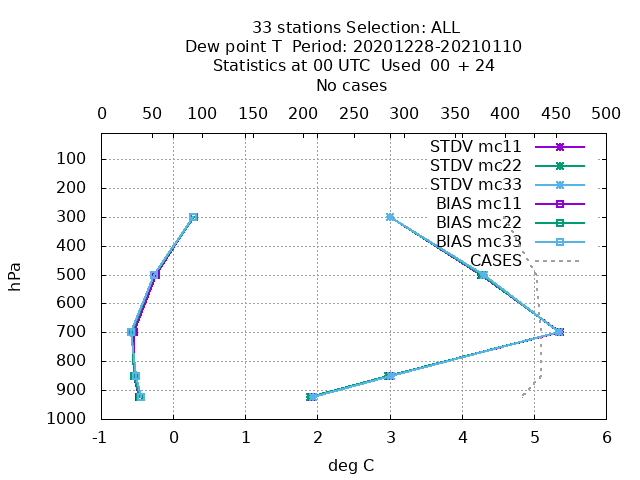 33 stations Selection: ALL
Dew point T  Period: 20201228-20210110
Statistics at 00 UTC  Used  00 + 24
No cases
0 50 100 150 200 250 300 350 400 450 500
STDV mc11
STDV mc22
STDV mc33
BIAS mc11
BIAS mc22
BIAS mc33
CASES
100
200
300
400
500
600
700
800
900
1000
hPa
-1 0 1 2 3 4 5 6
deg C